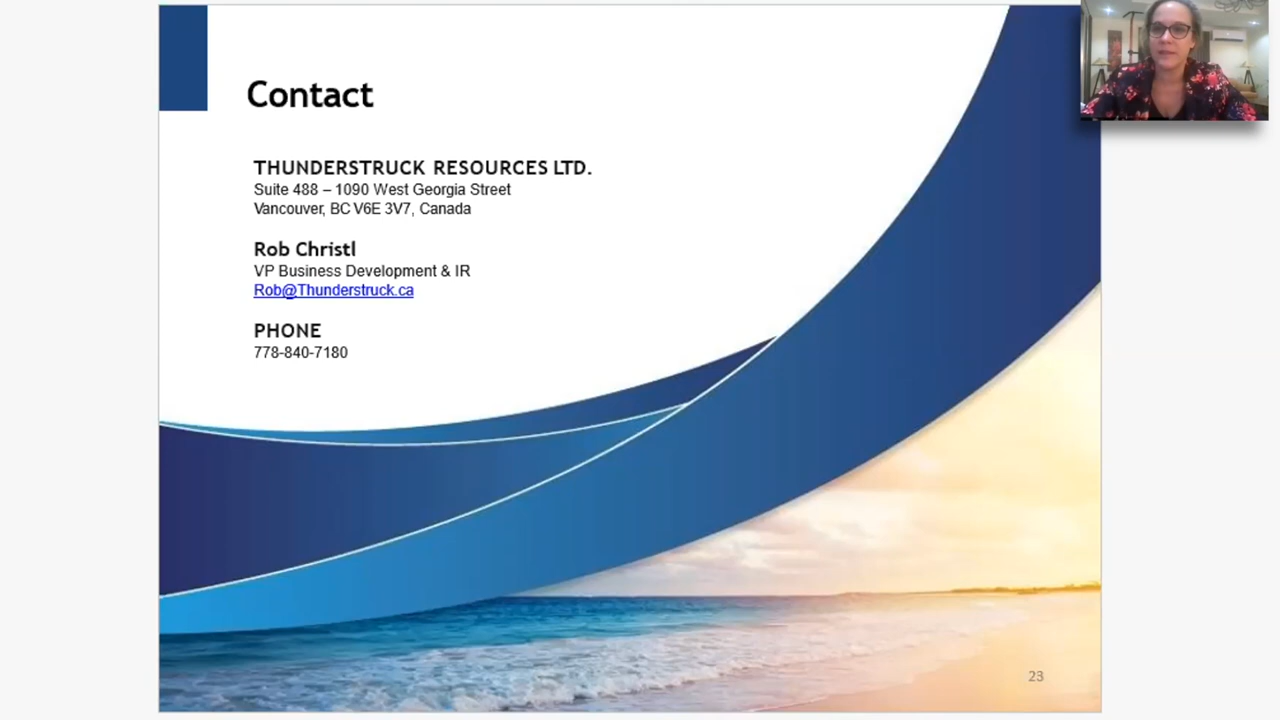 Contact
THUNDERSTRUCK RESOURCES LTD.
Suite 488 – 1090 West Georgia Street
Vancouver, BC V6E 3V7, Canada
Rob Christl
VP Business Development & IR
Rob@Thunderstruck.ca
PHONE
778-840-7180
23